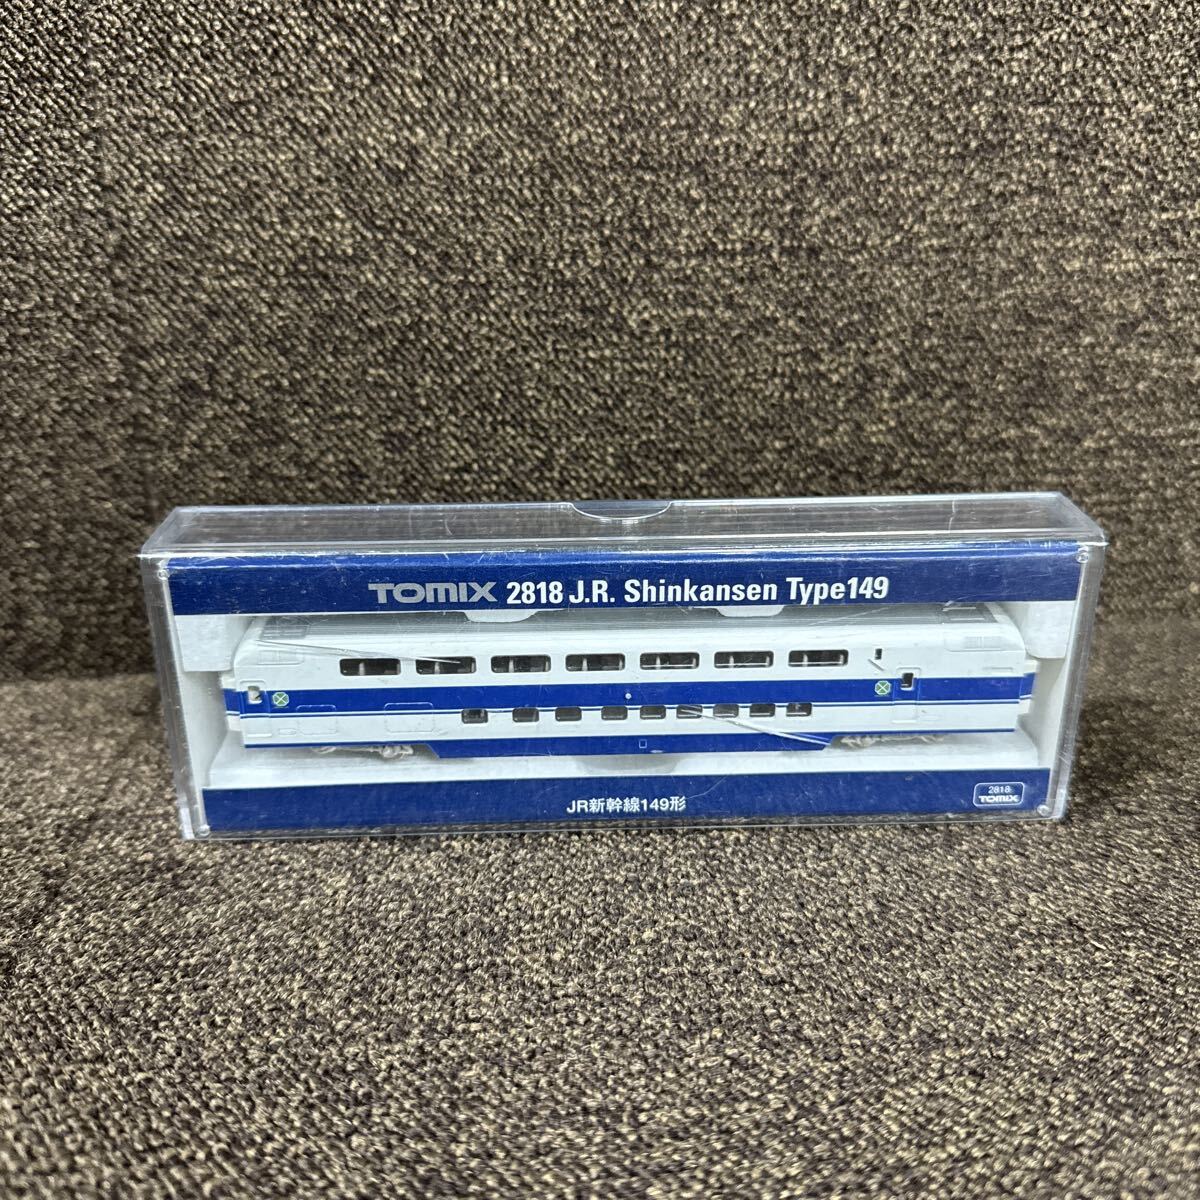 TOMIX 2818 J.R. Shinkansen Type149
JR新幹線149形
2818
TOMIX